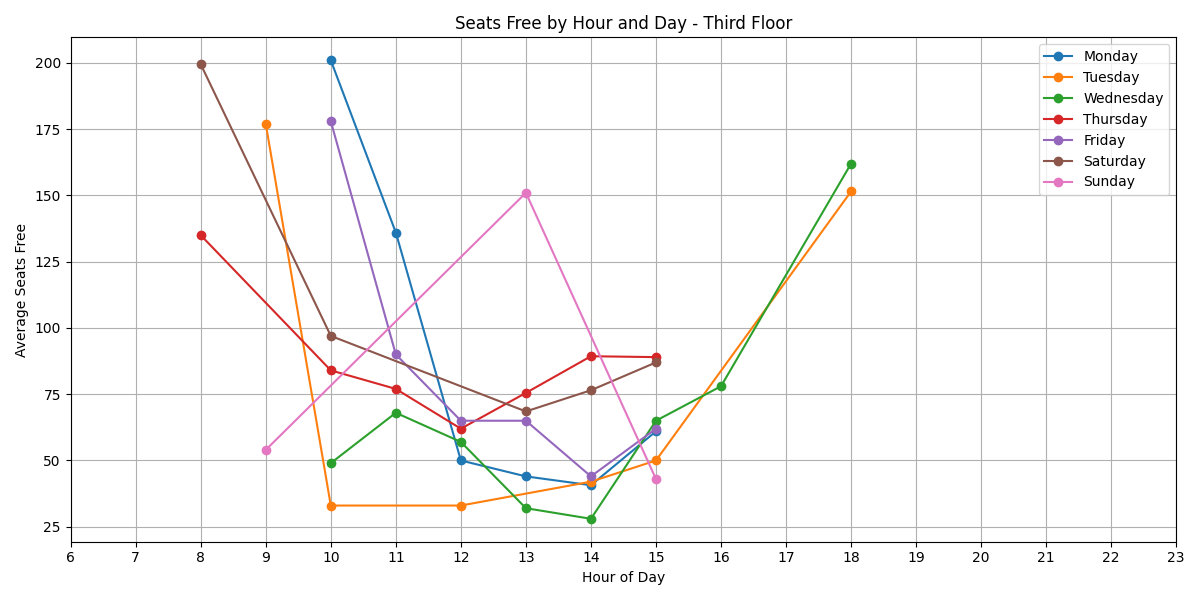 Seats Free by Hour and Day - Third Floor
Average Seats Free
200
175
150
125
100
75
50
25
Monday
Tuesday
Wednesday
Thursday
Friday
Saturday
Sunday
6 7 8 9 10 11 12 13 14 15 16 17 18 19 20 21 22 23
Hour of Day